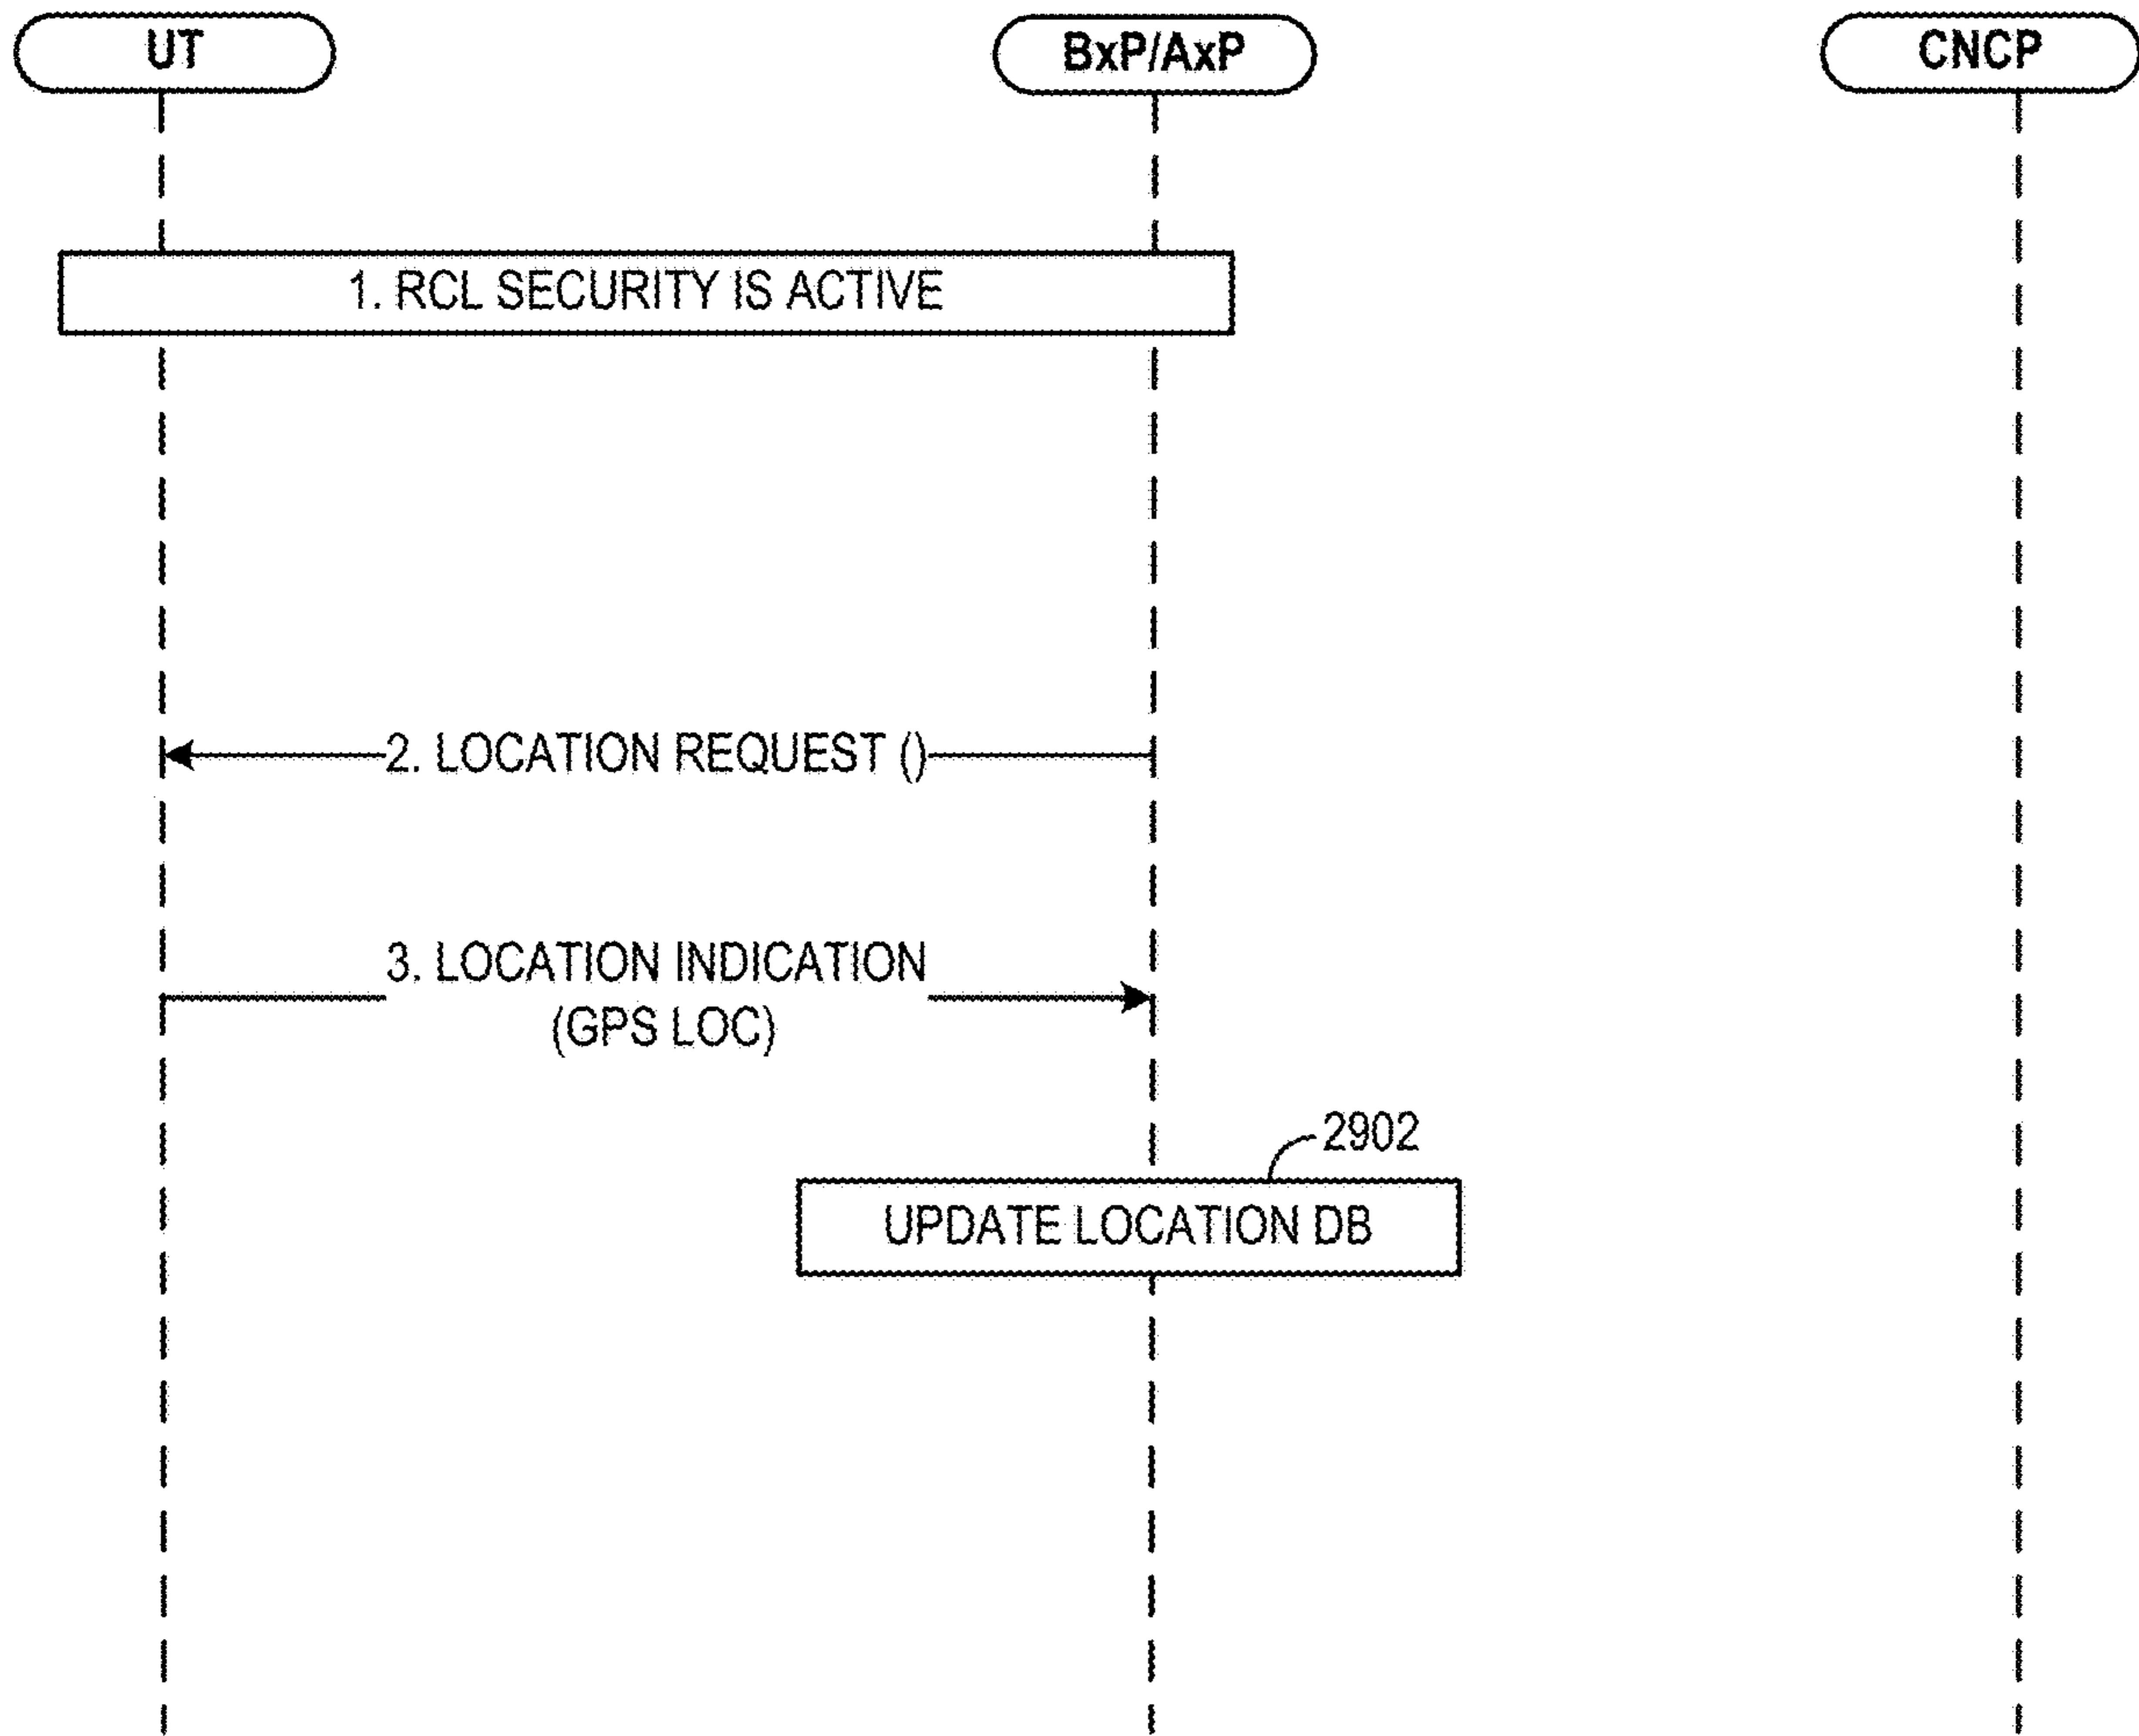 UT
BxP/AxP
CNCP
1. RCL SECURITY IS ACTIVE
2. LOCATION REQUEST ()
3. LOCATION INDICATION
(GPS LOC)
2902
UPDATE LOCATION DB